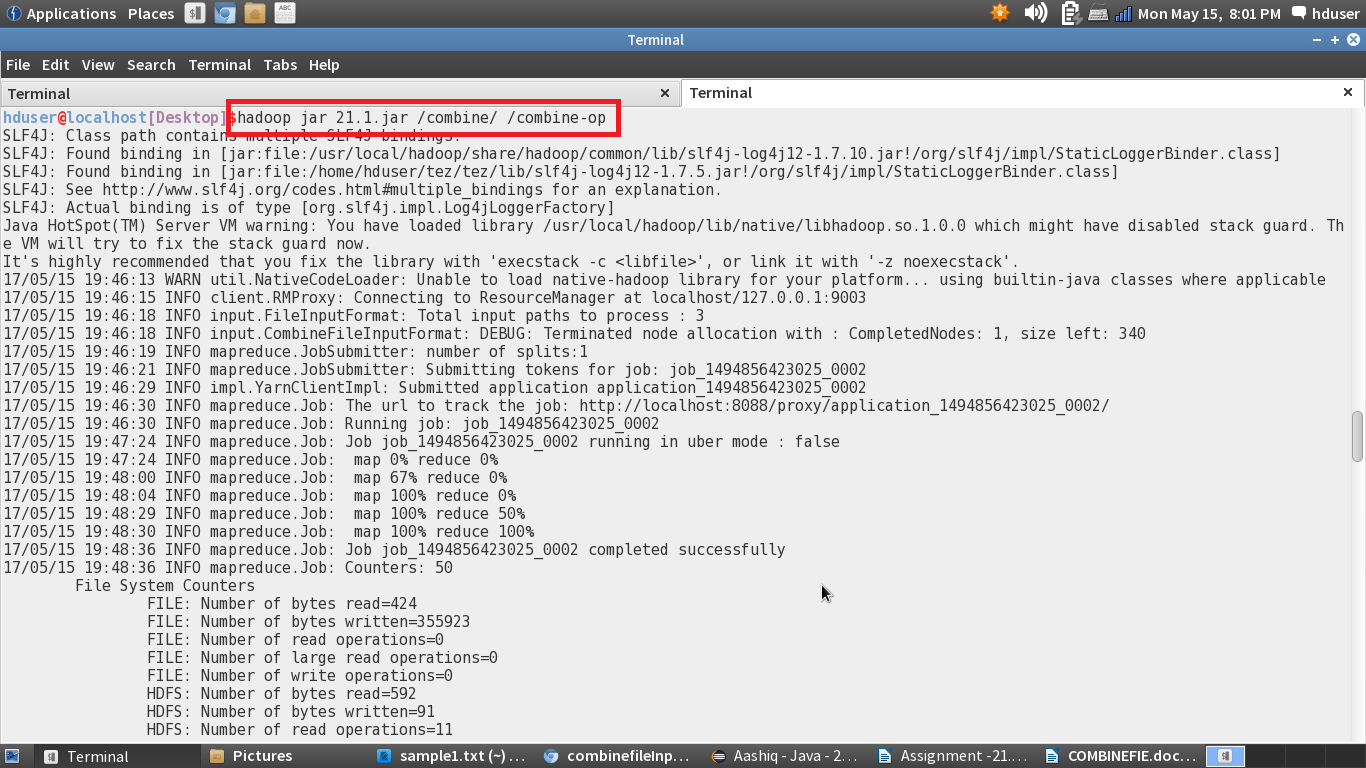 Applications Places Mon May 15, 8:01 PM hduser
Terminal
File Edit View Search Terminal Tabs Help
Terminal Terminal
hduser@localhost[Desktop]$hadoop jar 21.1.jar /combine/ /combine-op
SLF4J: Class path contains multiple SLF4J bindings.
SLF4J: Found binding in [jar:file:/usr/local/hadoop/share/hadoop/common/lib/slf4j-log4j12-1.7.10.jar!/org/slf4j/impl/StaticLoggerBinder.class]
SLF4J: Found binding in [jar:file:/home/hduser/tez/tez/lib/slf4j-log4j12-1.7.5.jar!/org/slf4j/impl/StaticLoggerBinder.class]
SLF4J: See http://www.slf4j.org/codes.html#multiple_bindings for an explanation.
SLF4J: Actual binding is of type [org.slf4j.impl.Log4jLoggerFactory]
Java HotSpot(TM) Server VM warning: You have loaded library /usr/local/hadoop/lib/native/libhadoop.so.1.0.0 which might have disabled stack guard. Th
e VM will try to fix the stack guard now.
It's highly recommended that you fix the library with 'execstack -c <libfile>', or link it with '-z noexecstack'.
17/05/15 19:46:13 WARN util.NativeCodeLoader: Unable to load native-hadoop library for your platform... using builtin-java classes where applicable
17/05/15 19:46:15 INFO client.RMProxy: Connecting to ResourceManager at localhost/127.0.0.1:9003
17/05/15 19:46:18 INFO input.FileInputFormat: Total input paths to process : 3
17/05/15 19:46:18 INFO input.CombineFileInputFormat: DEBUG: Terminated node allocation with : CompletedNodes: 1, size left: 340
17/05/15 19:46:19 INFO mapreduce.JobSubmitter: number of splits:1
17/05/15 19:46:21 INFO mapreduce.JobSubmitter: Submitting tokens for job: job_1494856423025_0002
17/05/15 19:46:29 INFO impl.YarnClientImpl: Submitted application application_1494856423025_0002
17/05/15 19:46:30 INFO mapreduce.Job: The url to track the job: http://localhost:8088/proxy/application_1494856423025_0002/
17/05/15 19:46:30 INFO mapreduce.Job: Running job: job_1494856423025_0002
17/05/15 19:47:24 INFO mapreduce.Job: Job job_1494856423025_0002 running in uber mode : false
17/05/15 19:47:24 INFO mapreduce.Job:  map 0% reduce 0%
17/05/15 19:48:00 INFO mapreduce.Job:  map 67% reduce 0%
17/05/15 19:48:04 INFO mapreduce.Job:  map 100% reduce 0%
17/05/15 19:48:29 INFO mapreduce.Job:  map 100% reduce 50%
17/05/15 19:48:30 INFO mapreduce.Job:  map 100% reduce 100%
17/05/15 19:48:36 INFO mapreduce.Job: Job job_1494856423025_0002 completed successfully
17/05/15 19:48:36 INFO mapreduce.Job: Counters: 50
File System Counters
FILE: Number of bytes read=424
FILE: Number of bytes written=355923
FILE: Number of read operations=0
FILE: Number of large read operations=0
FILE: Number of write operations=0
HDFS: Number of bytes read=592
HDFS: Number of bytes written=91
HDFS: Number of read operations=11
Terminal Pictures sample1.txt (~) ... combinefileInp... Aashiq - Java - 2... Assignment -21.... COMBINEFIE.doc...